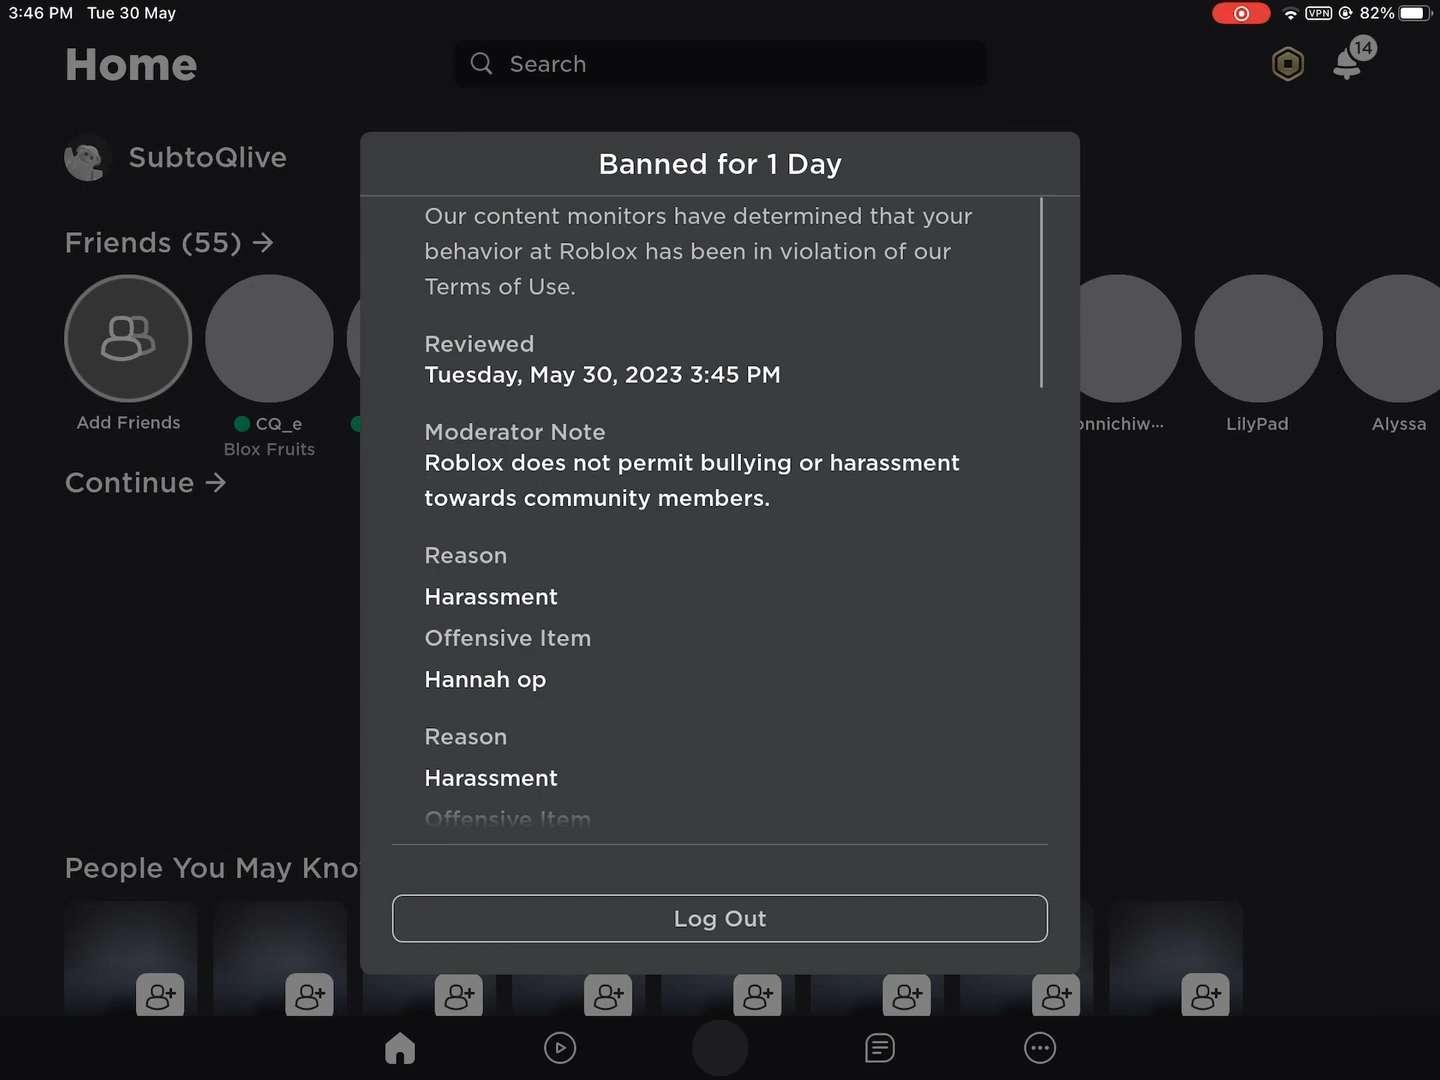 3:46 PM Tue 30 May
VPN 82%
Home
Search
14
SubtoQlive
Banned for 1 Day
Our content monitors have determined that your
behavior at Roblox has been in violation of our
Terms of Use.
Friends (55) →
Reviewed
Tuesday, May 30, 2023 3:45 PM
Add Friends
CQ_e
Blox Fruits
onnichiw...
LilyPad
Alyssa
Moderator Note
Roblox does not permit bullying or harassment
towards community members.
Continue →
Reason
Harassment
Offensive Item
Hannah op
Reason
Harassment
Offensive Item
People You May Kno
Log Out